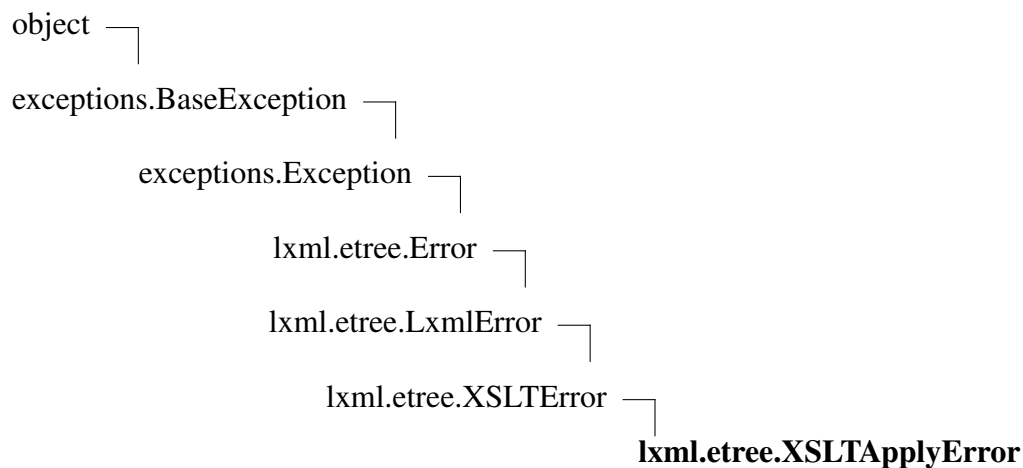 object
exceptions.BaseException
exceptions.Exception
lxml.etree.Error
lxml.etree.LxmlError
lxml.etree.XSLTError
lxml.etree.XSLTApplyError